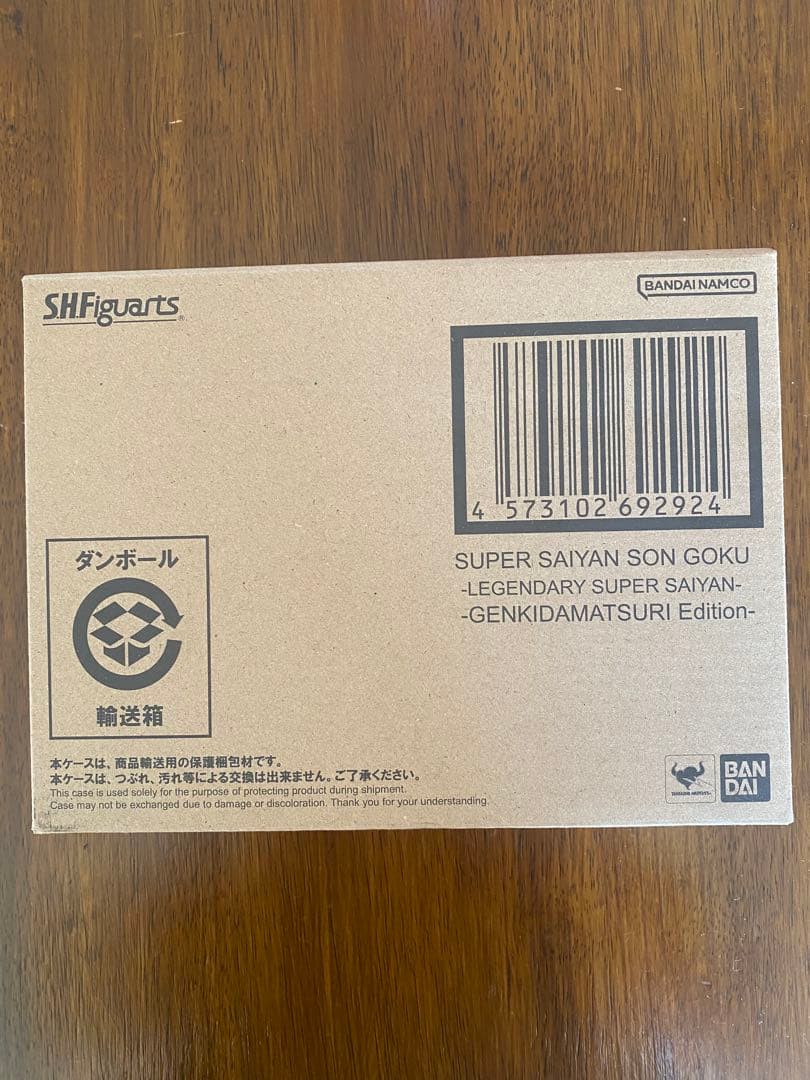 S.H.Figuarts®
BANDAI NAMCO
4 573102 692924
SUPER SAIYAN SON GOKU
-LEGENDARY SUPER SAIYAN-
-GENKIDAMATSURI Edition-
ダンボール
輸送箱
本ケースは、商品輸送用の保護梱包材です。
本ケースは、つぶれ、汚れ等による交換は出来ません。ご了承ください。
This case is used solely for the purpose of protecting product during shipment.
Case may not be exchanged due to damage or discoloration. Thank you for your understanding.
BAN
DAI